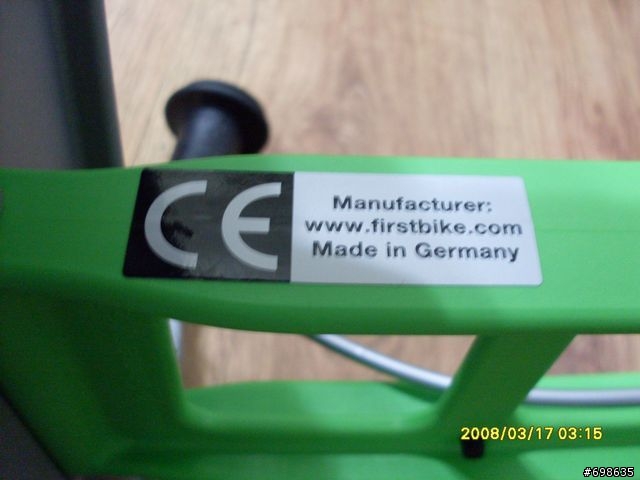 CE
Manufacturer:
www.firstbike.com
Made in Germany
2008/03/17 03:15
#698635